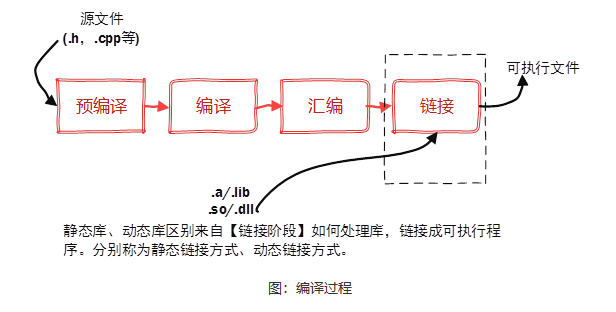 源文件
(.h，.cpp等)
可执行文件
预编译
编译
汇编
链接
.a/.lib
.so/.dll
静态库、动态库区别来自【链接阶段】如何处理库，链接成可执行程
序。分别称为静态链接方式、动态链接方式。
图：编译过程